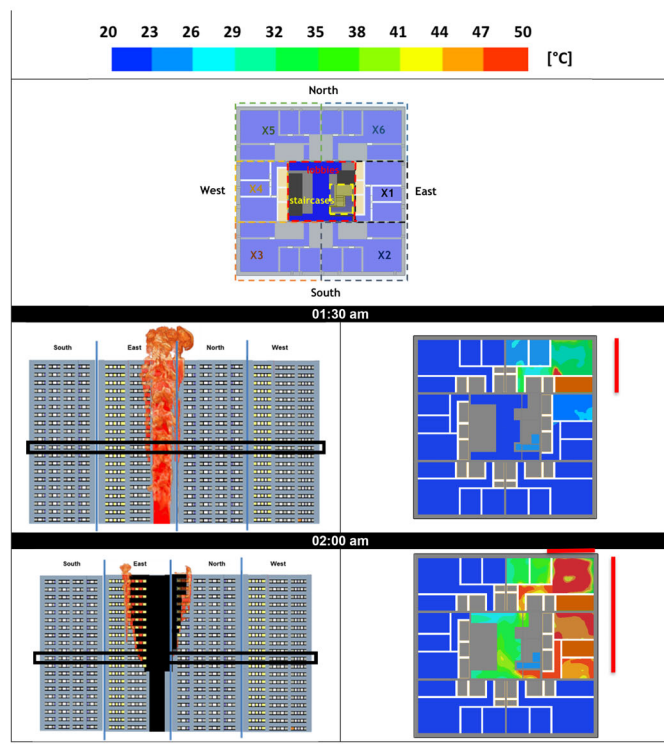 20 23 26 29 32 35 38 41 44 47 50 [°C]
North
X5 X6
lobbies
West X4 X1 East
staircases
X3 X2
South
01:30 am
South East North West
02:00 am
South East North West